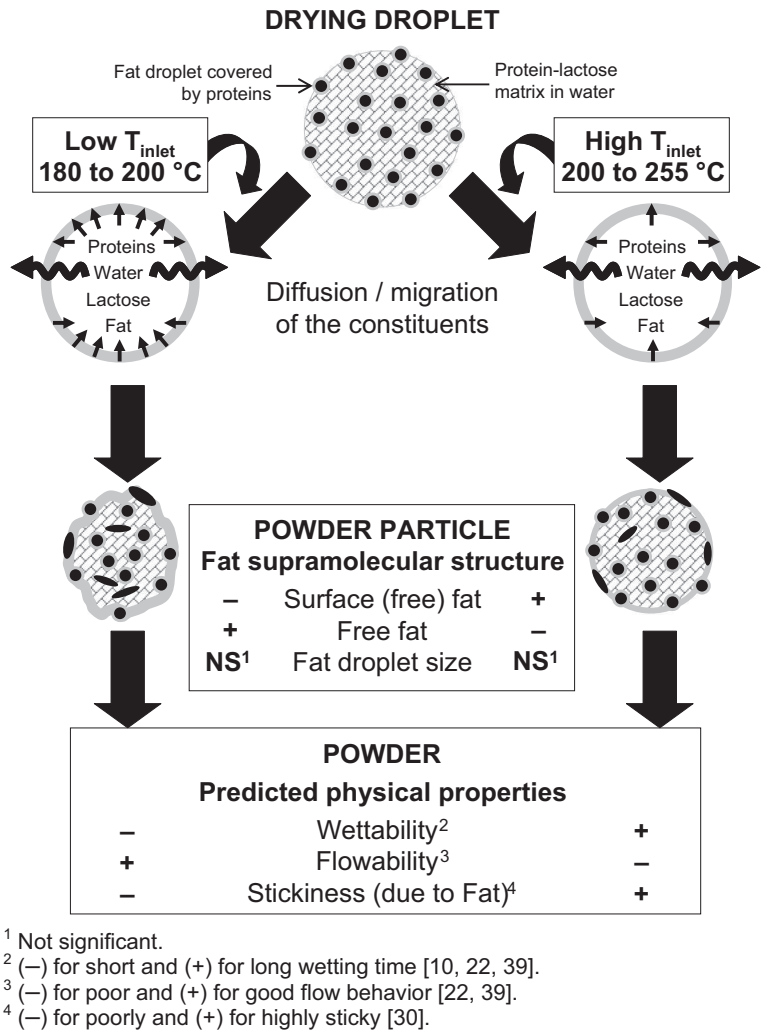 DRYING DROPLET
Fat droplet covered
by proteins
Protein-lactose
matrix in water
Low Tinlet
180 to 200 °C
High Tinlet
200 to 255 °C
Proteins
Water
Lactose
Fat
Diffusion / migration
of the constituents
Proteins
Water
Lactose
Fat
POWDER PARTICLE
Fat supramolecular structure
– Surface (free) fat +
+ Free fat –
NS¹ Fat droplet size NS¹
POWDER
Predicted physical properties
– Wettability² +
+ Flowability³ –
– Stickiness (due to Fat)⁴ +
¹ Not significant.
² (–) for short and (+) for long wetting time [10, 22, 39].
³ (–) for poor and (+) for good flow behavior [22, 39].
⁴ (–) for poorly and (+) for highly sticky [30].